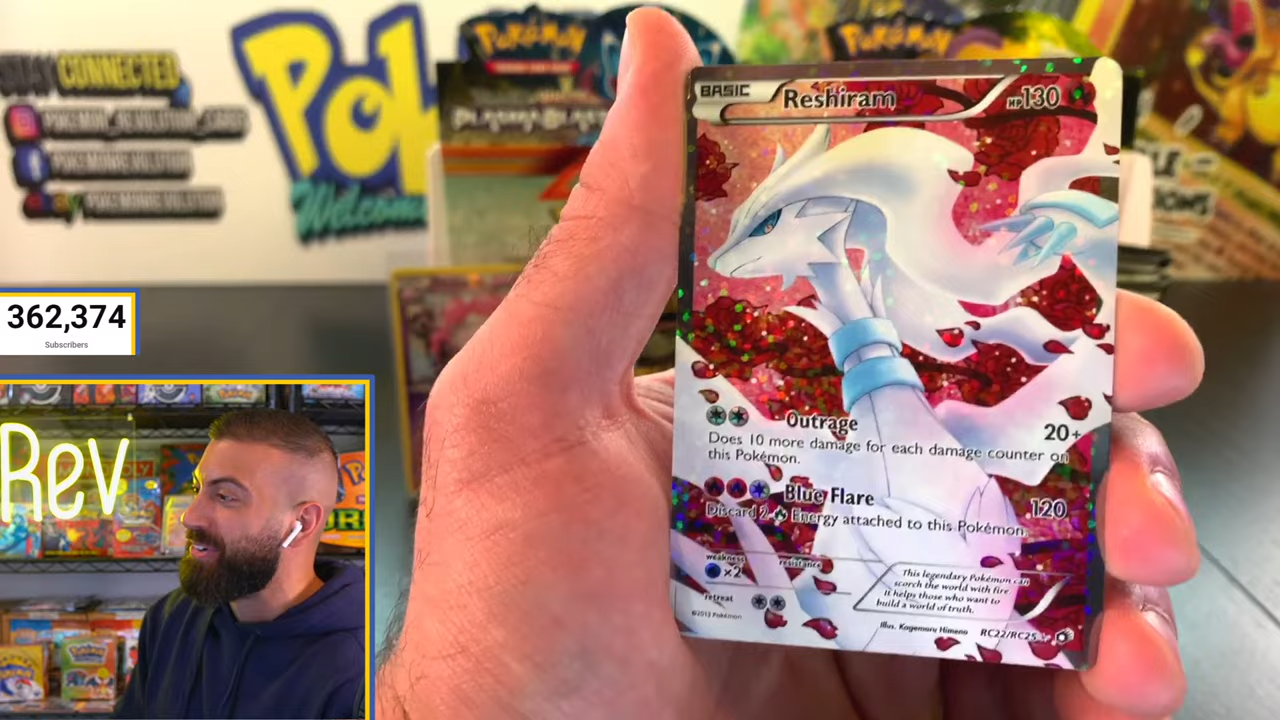 STAY CONNECTED
Pok
Welcome
Pokémon
Pokémon
362,374
Subscribers
Rev
BASIC
Reshiram
HP130
Outrage
20+
Does 10 more damage for each damage counter on
this Pokémon.
Blue Flare
120
Discard 2 Energy attached to this Pokémon.
weakness
×2
resistance
retreat
This legendary Pokémon can
scorch the world with fire.
It helps those who want to
build a world of truth.
©2013 Pokémon
Illus. Kagemaru Himeno
RC22/RC25